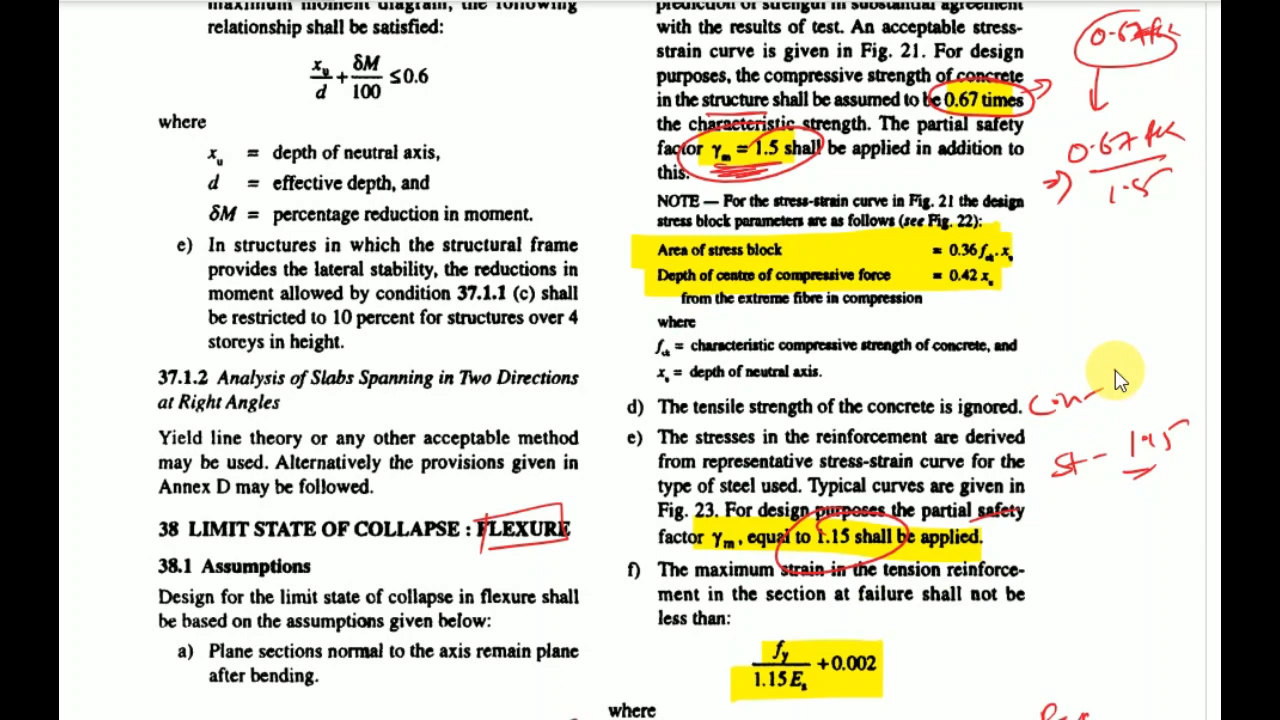 maximum moment diagram, the following
relationship shall be satisfied:
x_u/d + δM/100 ≤ 0.6
where
x_u = depth of neutral axis,
d = effective depth, and
δM = percentage reduction in moment.
e) In structures in which the structural frame
provides the lateral stability, the reductions in
moment allowed by condition 37.1.1 (c) shall
be restricted to 10 percent for structures over 4
storeys in height.
37.1.2 Analysis of Slabs Spanning in Two Directions
at Right Angles
Yield line theory or any other acceptable method
may be used. Alternatively the provisions given in
Annex D may be followed.
38 LIMIT STATE OF COLLAPSE : FLEXURE
38.1 Assumptions
Design for the limit state of collapse in flexure shall
be based on the assumptions given below:
a) Plane sections normal to the axis remain plane
after bending.
prediction of strength in substantial agreement
with the results of test. An acceptable stress-
strain curve is given in Fig. 21. For design
purposes, the compressive strength of concrete
in the structure shall be assumed to be 0.67 times
the characteristic strength. The partial safety
factor γ_m = 1.5 shall be applied in addition to
this.
NOTE — For the stress-strain curve in Fig. 21 the design
stress block parameters are as follows (see Fig. 22):
Area of stress block = 0.36 f_ck . x_u
Depth of centre of compressive force = 0.42 x_u
from the extreme fibre in compression
where
f_ck = characteristic compressive strength of concrete, and
x_u = depth of neutral axis.
d) The tensile strength of the concrete is ignored.
e) The stresses in the reinforcement are derived
from representative stress-strain curve for the
type of steel used. Typical curves are given in
Fig. 23. For design purposes the partial safety
factor γ_m, equal to 1.15 shall be applied.
f) The maximum strain in the tension reinforce-
ment in the section at failure shall not be
less than:
f_y/1.15 E_s + 0.002
where
0.67 fck
0.67 fck
1.5
Con-
St - 1.15